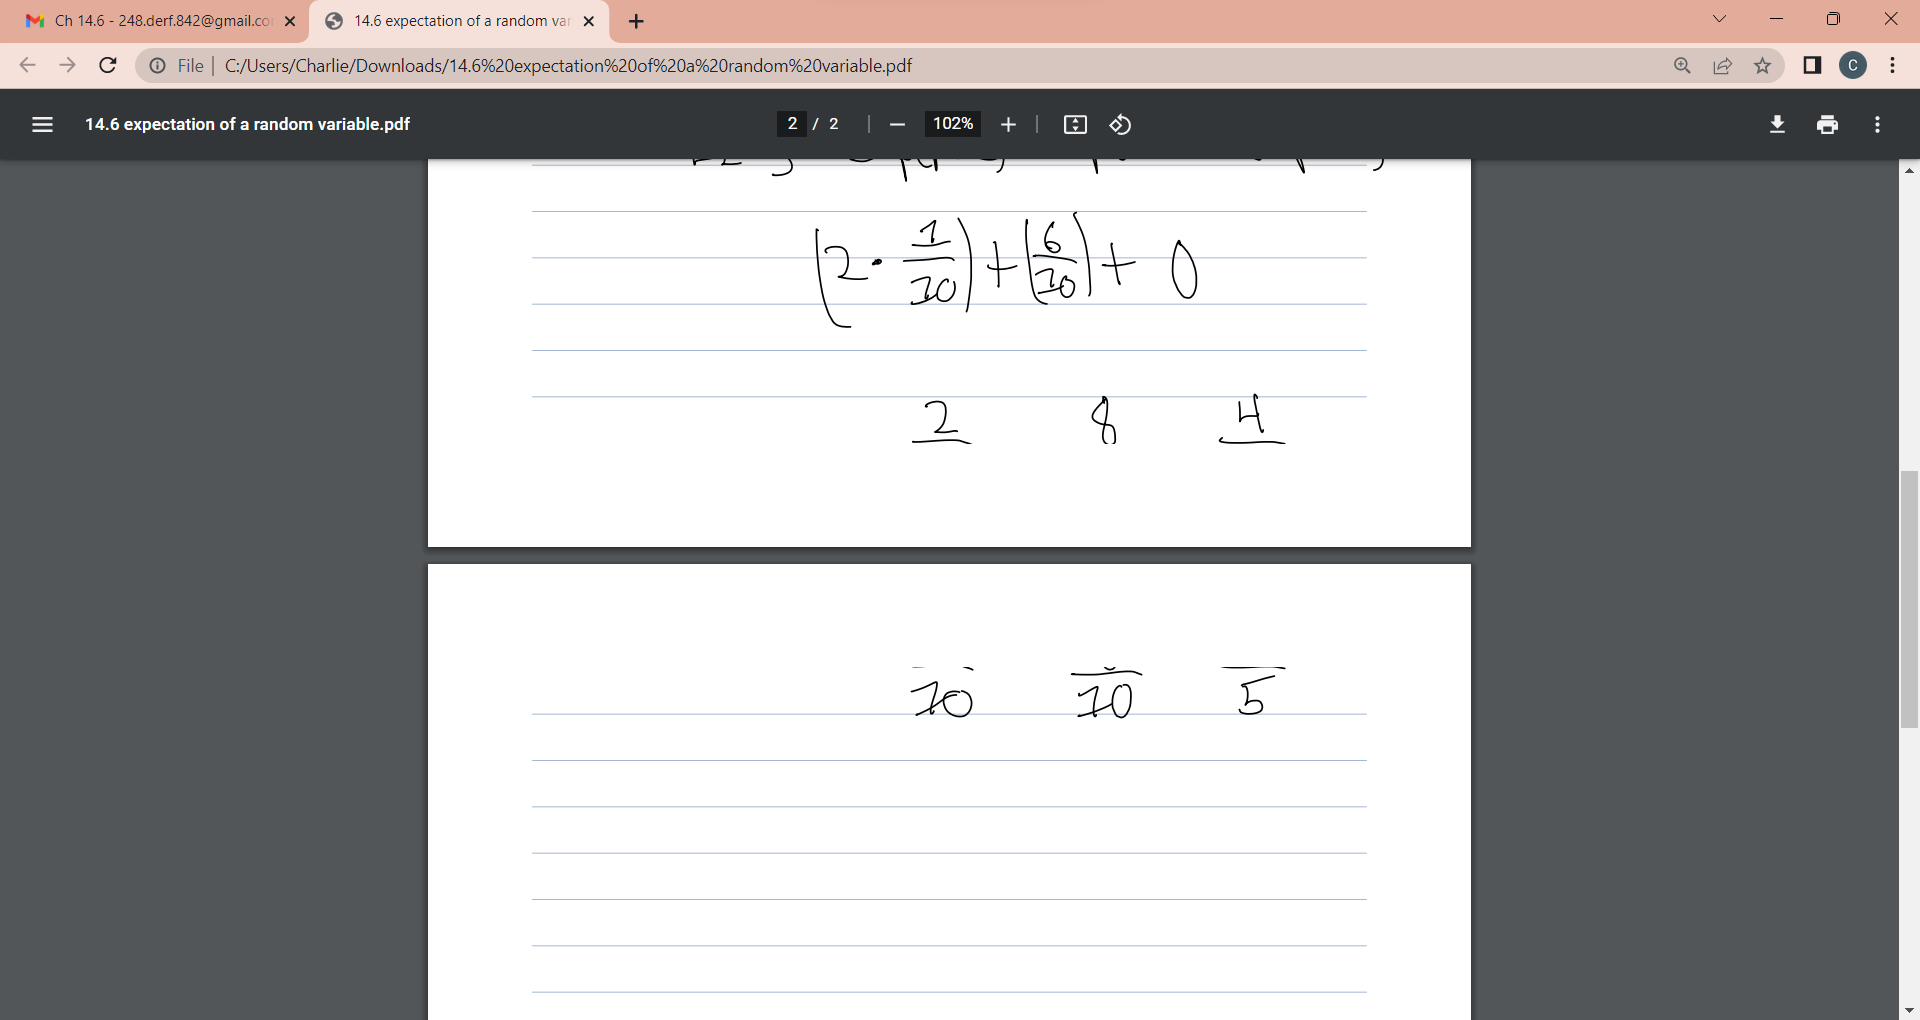 Ch 14.6 - 248.derf.842@gmail.co
14.6 expectation of a random var
File | C:/Users/Charlie/Downloads/14.6%20expectation%20of%20a%20random%20variable.pdf
C
14.6 expectation of a random variable.pdf
2 / 2
102%
(2 · 1/10) + (6/10) + 0
2 8 4
10 10 5